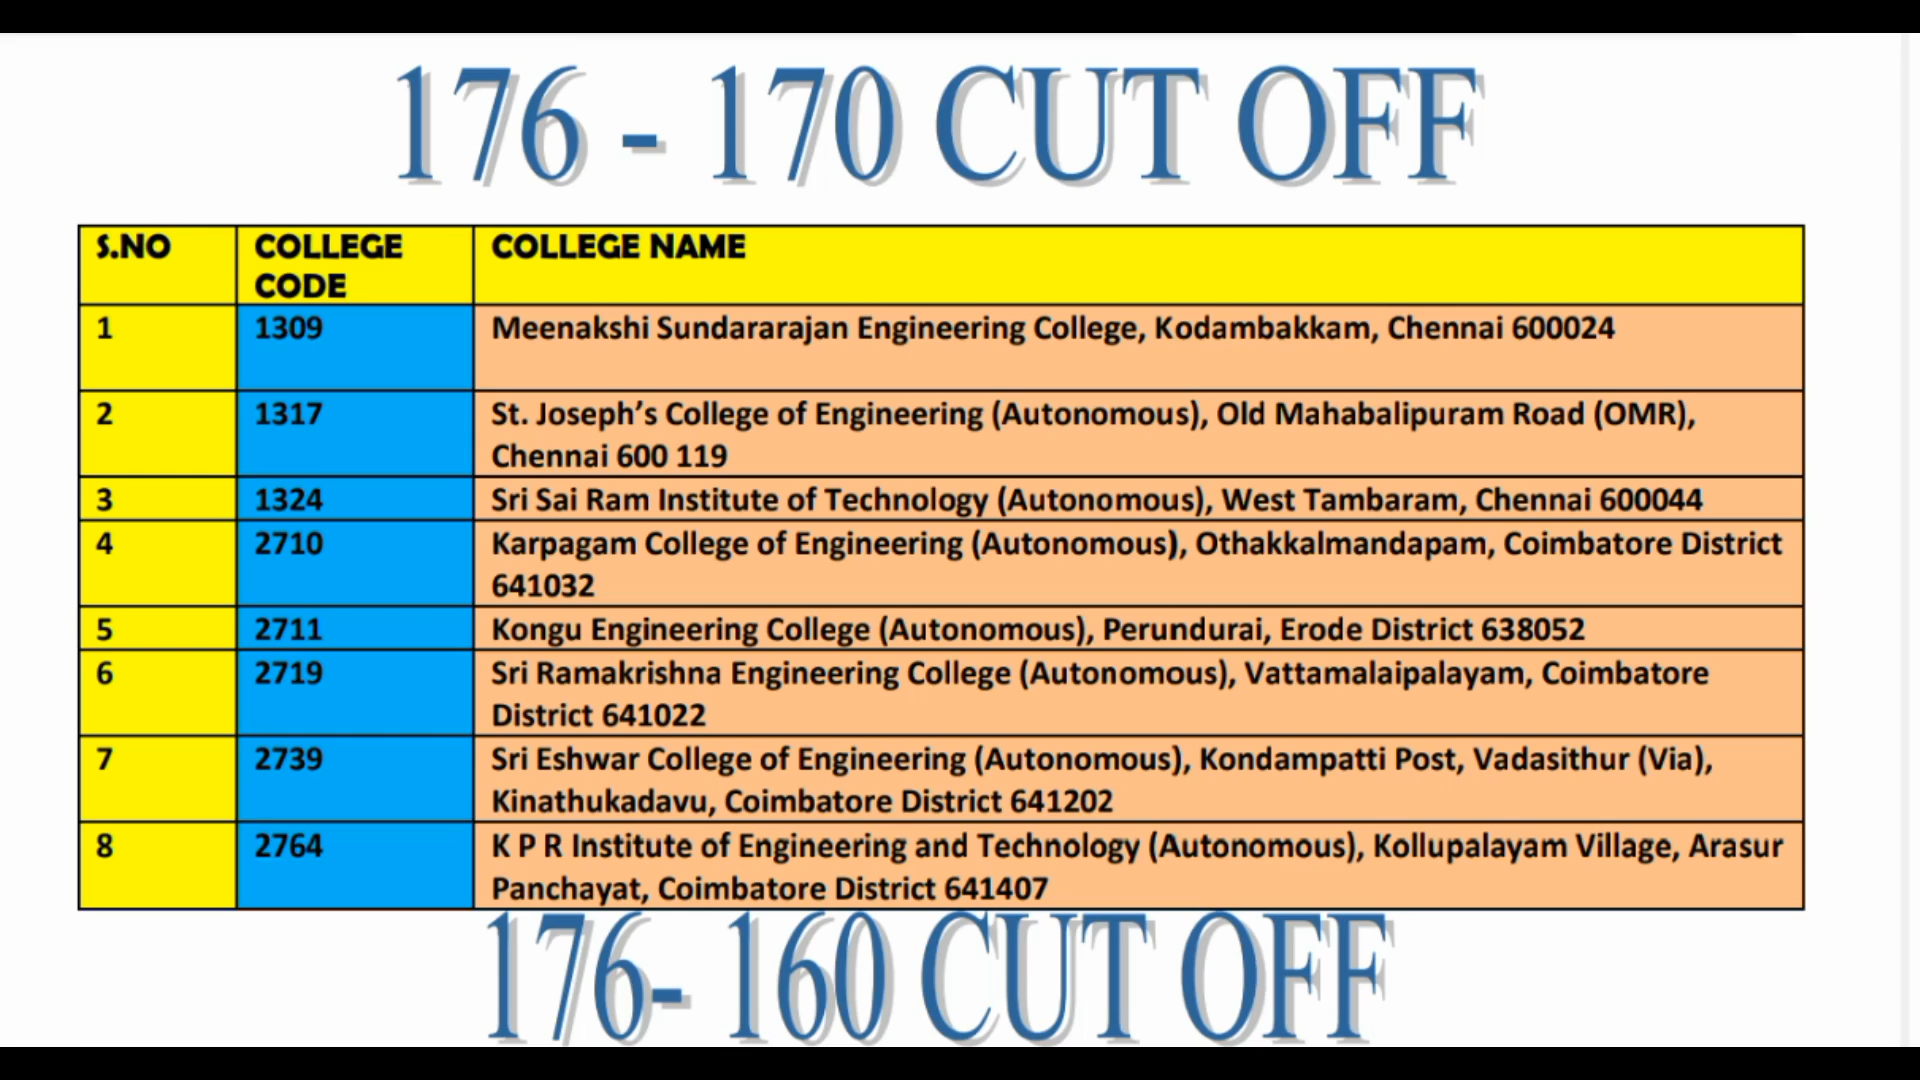 176 - 170 CUT OFF
S.NO COLLEGE CODE COLLEGE NAME
1 1309 Meenakshi Sundararajan Engineering College, Kodambakkam, Chennai 600024
2 1317 St. Joseph’s College of Engineering (Autonomous), Old Mahabalipuram Road (OMR),
Chennai 600 119
3 1324 Sri Sai Ram Institute of Technology (Autonomous), West Tambaram, Chennai 600044
4 2710 Karpagam College of Engineering (Autonomous), Othakkalmandapam, Coimbatore District
641032
5 2711 Kongu Engineering College (Autonomous), Perundurai, Erode District 638052
6 2719 Sri Ramakrishna Engineering College (Autonomous), Vattamalaipalayam, Coimbatore
District 641022
7 2739 Sri Eshwar College of Engineering (Autonomous), Kondampatti Post, Vadasithur (Via),
Kinathukadavu, Coimbatore District 641202
8 2764 K P R Institute of Engineering and Technology (Autonomous), Kollupalayam Village, Arasur
Panchayat, Coimbatore District 641407
176- 160 CUT OFF